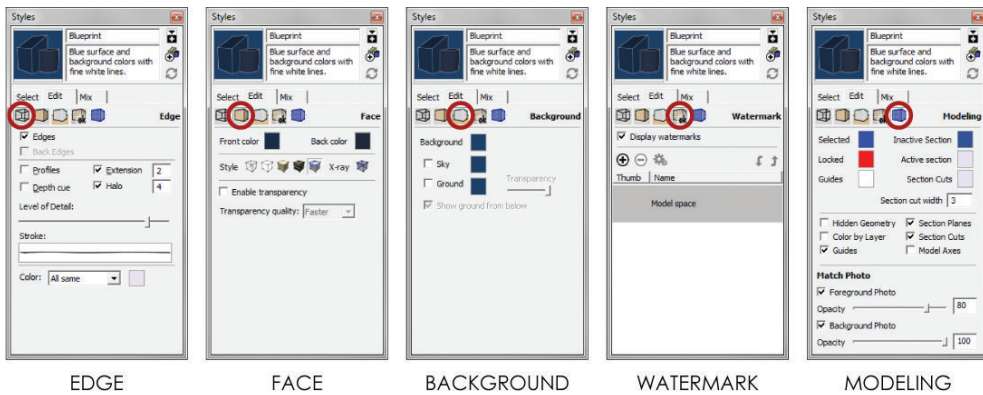 Styles
Blueprint
Blue surface and
background colors with
fine white lines.
Select Edit Mix
Edge
Edges
Back Edges
Profiles Extension 2
Depth cue Halo 4
Level of Detail:
Stroke:
Color: All same
EDGE
Styles
Blueprint
Blue surface and
background colors with
fine white lines.
Select Edit Mix
Face
Front color Back color
Style X-ray
Enable transparency
Transparency quality: Faster
FACE
Styles
Blueprint
Blue surface and
background colors with
fine white lines.
Select Edit Mix
Background
Background
Sky
Ground Transparency
Show ground from below
BACKGROUND
Styles
Blueprint
Blue surface and
background colors with
fine white lines.
Select Edit Mix
Watermark
Display watermarks
Thumb Name
Model space
WATERMARK
Styles
Blueprint
Blue surface and
background colors with
fine white lines.
Select Edit Mix
Modeling
Selected Inactive Section
Locked Active section
Guides Section Cuts
Section cut width 3
Hidden Geometry Section Planes
Color by Layer Section Cuts
Guides Model Axes
Match Photo
Foreground Photo
Opacity 80
Background Photo
Opacity 100
MODELING